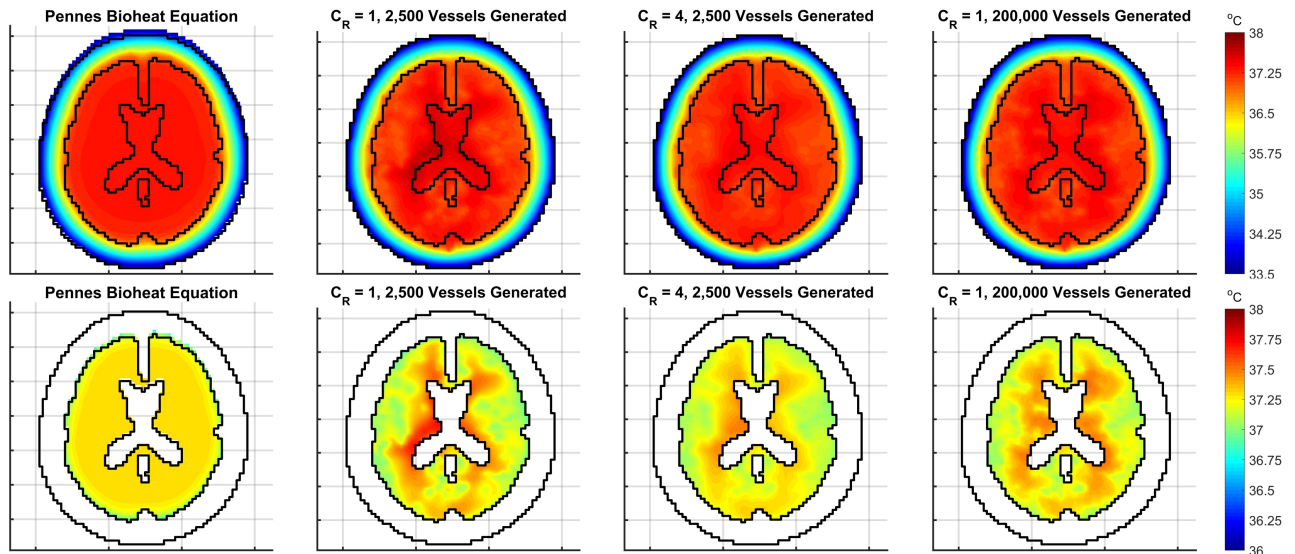 Pennes Bioheat Equation
C_R = 1, 2,500 Vessels Generated
C_R = 4, 2,500 Vessels Generated
C_R = 1, 200,000 Vessels Generated
°C
38
37.25
36.5
35.75
35
34.25
33.5
Pennes Bioheat Equation
C_R = 1, 2,500 Vessels Generated
C_R = 4, 2,500 Vessels Generated
C_R = 1, 200,000 Vessels Generated
°C
38
37.75
37.5
37.25
37
36.75
36.5
36.25
36